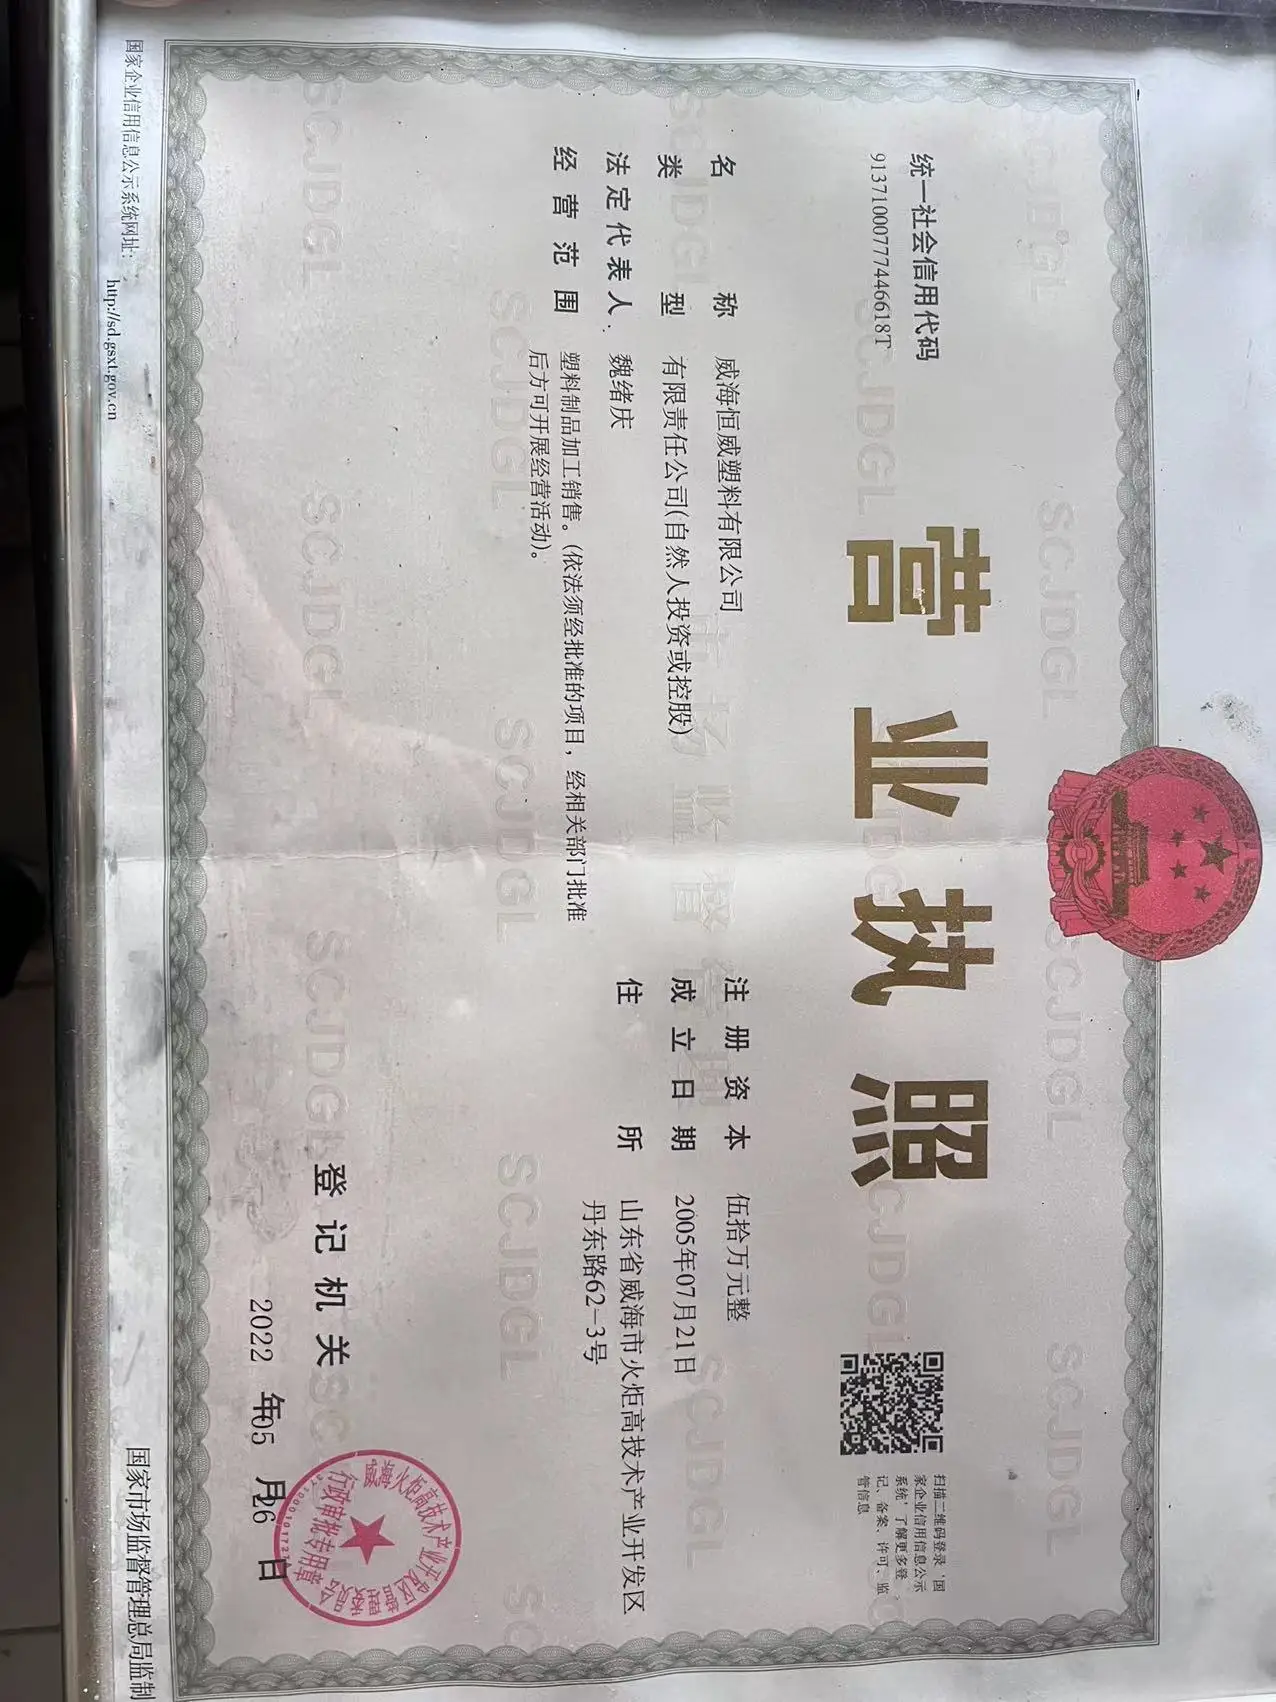 营业执照
统一社会信用代码
913710007774466​18T
扫描二维码登录‘国
家企业信用信息公示
系统’了解更多登
记、备案、许可、监
管信息
名称 威海恒威塑料有限公司
类型 有限责任公司(自然人投资或控股)
法定代表人 魏绪庆
经营范围 塑料制品加工销售。(依法须经批准的项目，经相关部门批准
后方可开展经营活动)。
注册资本 伍拾万元整
成立日期 2005年07月21日
住所 山东省威海市火炬高技术产业开发区
丹东路62-3号
登记机关
2022 年05 月26 日
行政审批专用章
国家企业信用信息公示系统网址：
http://sd.gsxt.gov.cn
国家市场监督管理总局监制
SCJDGL